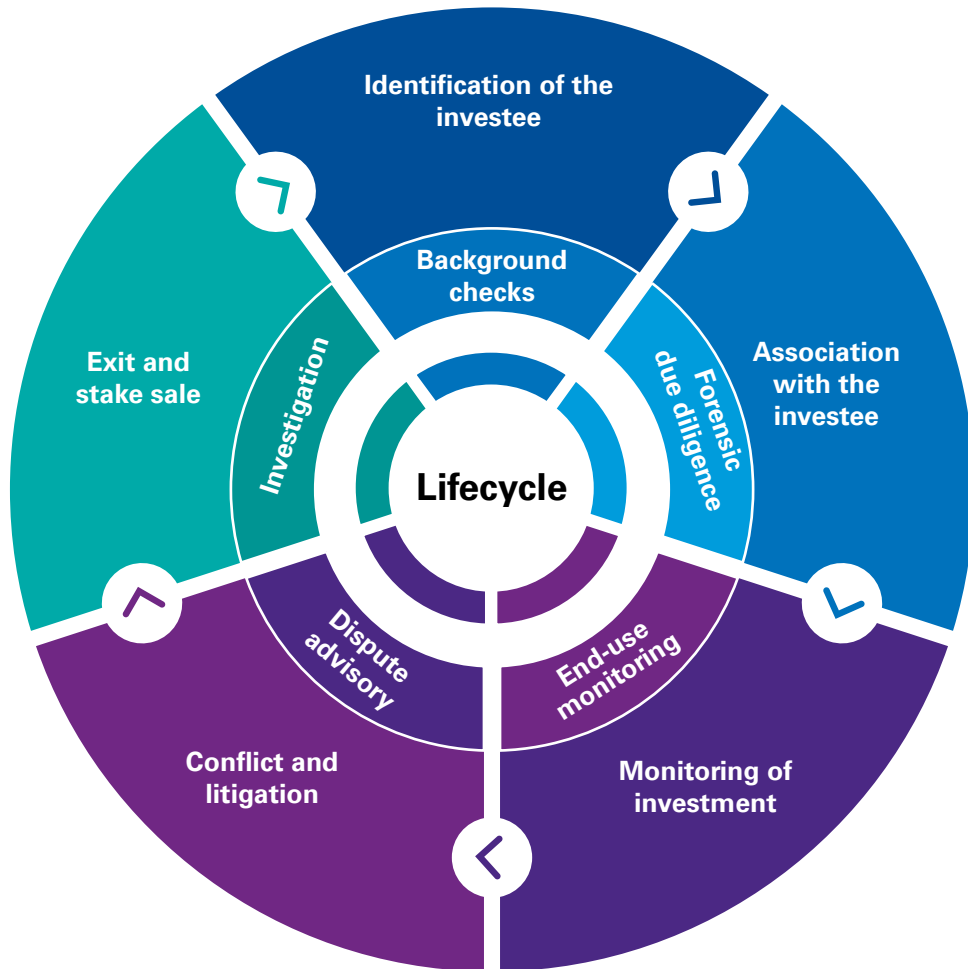 Identification of the
investee
Background
checks
Association
with the
investee
Forensic
due diligence
Monitoring of
investment
End-use
monitoring
Conflict and
litigation
Dispute
advisory
Exit and
stake sale
Investigation
Lifecycle